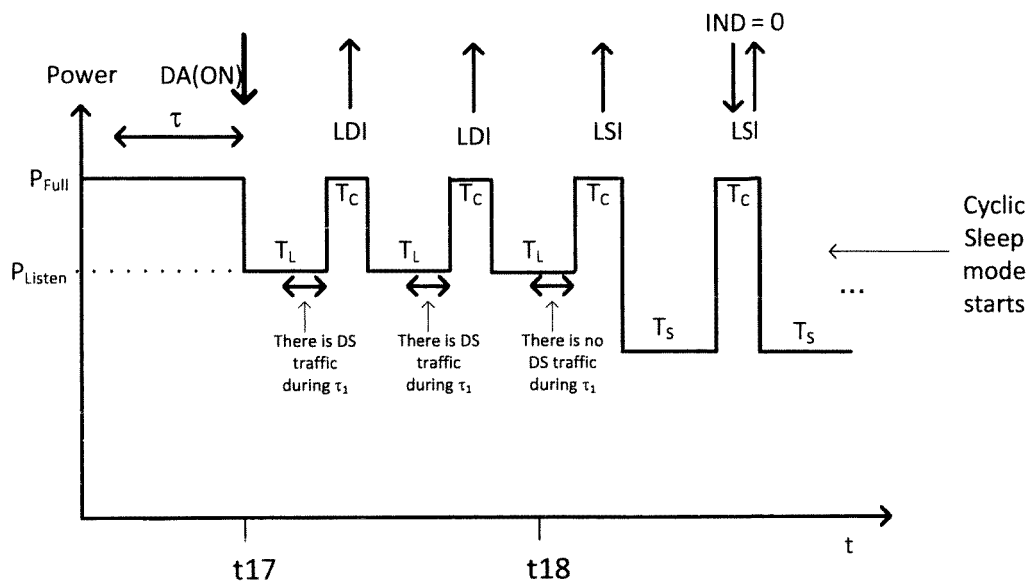 IND = 0
Power
DA(ON)
τ
LDI
LDI
LSI
LSI
PFull
TC
TC
TC
TC
Cyclic
Sleep
mode
starts
TL
TL
TL
PListen
...
There is DS
traffic
during τ1
There is DS
traffic
during τ1
There is no
DS traffic
during τ1
TS
TS
t
t17
t18